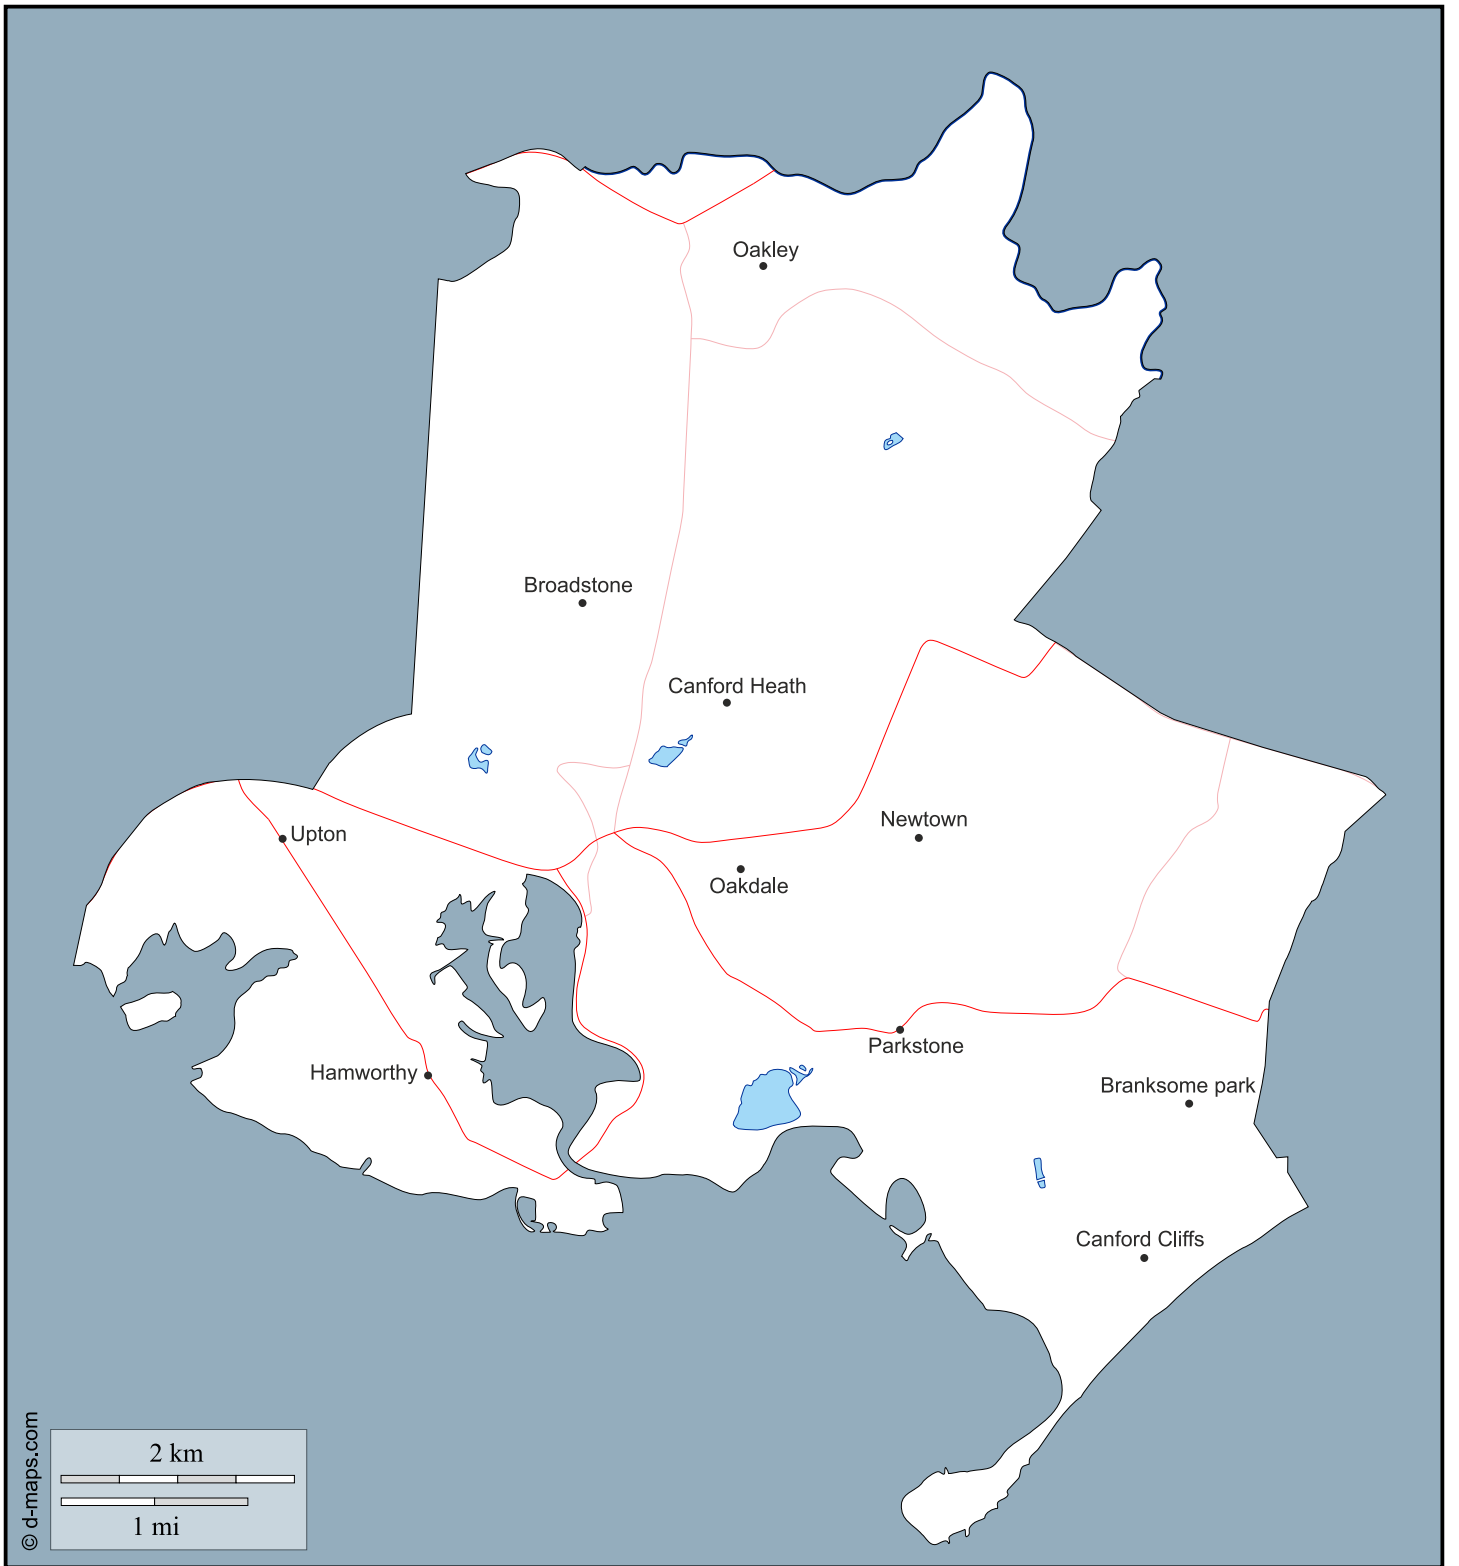 Oakley
Broadstone
Canford Heath
Newtown
Upton
Oakdale
Parkstone
Hamworthy
Branksome park
Canford Cliffs
© d-maps.com
2 km
1 mi